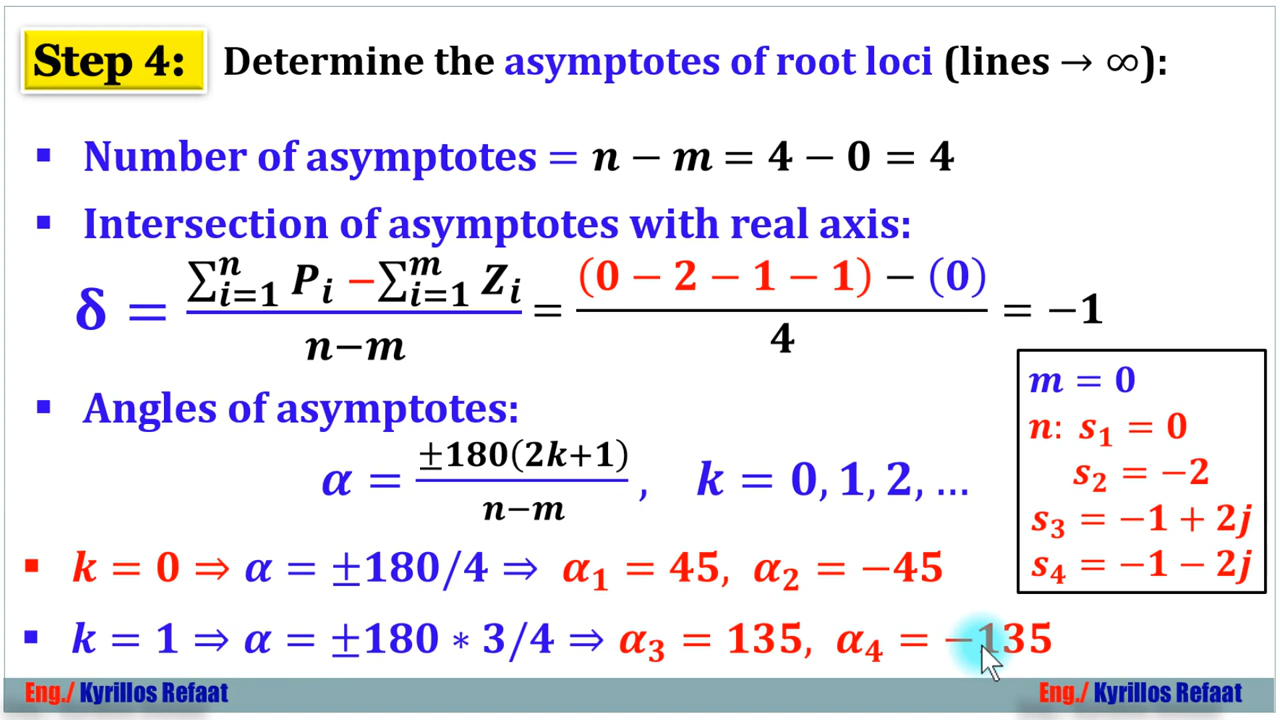 Step 4: Determine the asymptotes of root loci (lines → ∞):
▪ Number of asymptotes = n − m = 4 − 0 = 4
▪ Intersection of asymptotes with real axis:
δ = (∑ⁿᵢ₌₁ Pᵢ − ∑ᵐᵢ₌₁ Zᵢ) / (n−m) = ((0 − 2 − 1 − 1) − (0)) / 4 = −1
▪ Angles of asymptotes:
α = ±180(2k+1) / (n−m) , k = 0, 1, 2, …
▪ k = 0 ⇒ α = ±180/4 ⇒ α₁ = 45, α₂ = −45
▪ k = 1 ⇒ α = ±180 * 3/4 ⇒ α₃ = 135, α₄ = −135
m = 0
n: s₁ = 0
s₂ = −2
s₃ = −1 + 2j
s₄ = −1 − 2j
Eng./ Kyrillos Refaat
Eng./ Kyrillos Refaat